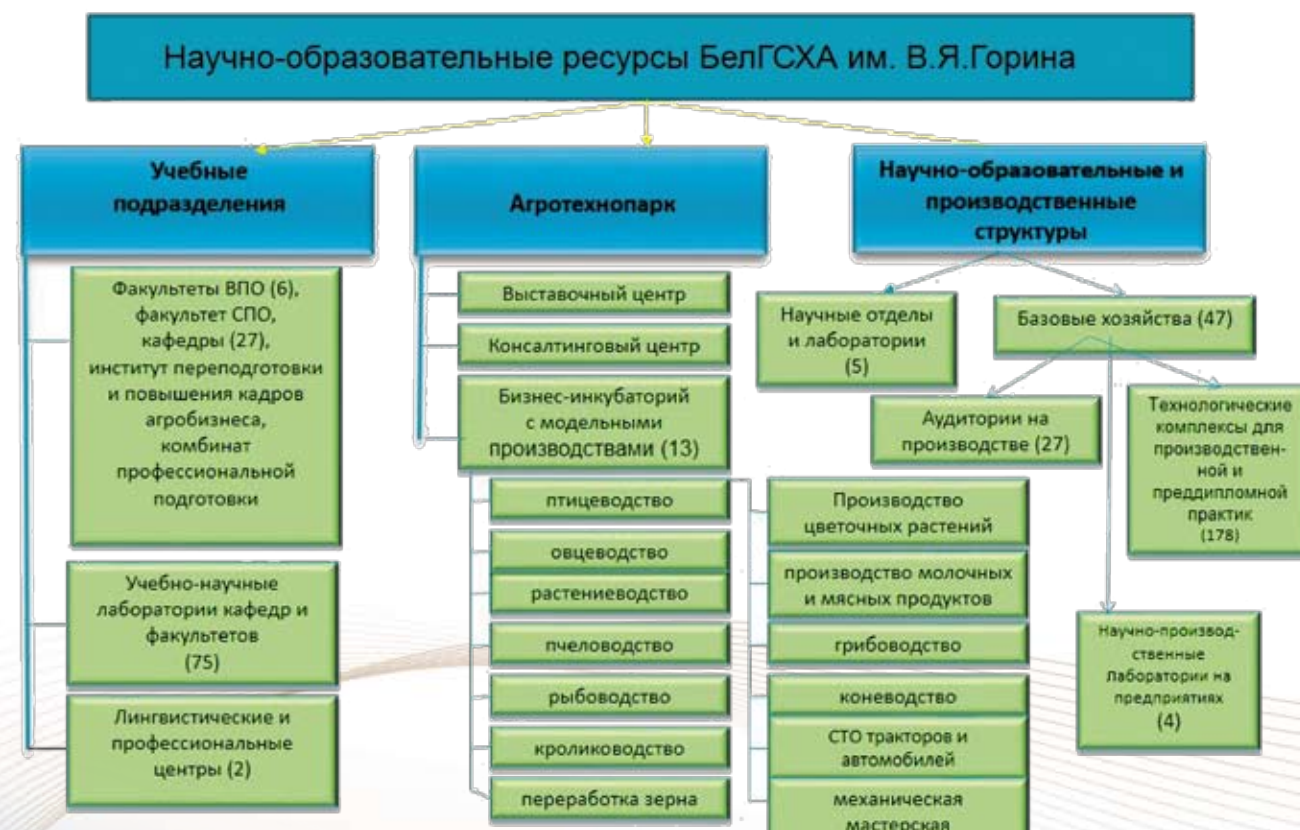 Научно-образовательные ресурсы БелГСХА им. В.Я.Горина
Учебные
подразделения
Факультеты ВПО (6),
факультет СПО,
кафедры (27),
институт переподготовки
и повышения кадров
агробизнеса,
комбинат
профессиональной
подготовки
Учебно-научные
лаборатории кафедр и
факультетов
(75)
Лингвистические и
профессиональные
центры (2)
Агротехнопарк
Выставочный центр
Консалтинговый центр
Бизнес-инкубаторий
с модельными
производствами (13)
птицеводство
овцеводство
растениеводство
пчеловодство
рыбоводство
кролиководство
переработка зерна
Производство
цветочных растений
производство молочных
и мясных продуктов
грибоводство
коневодство
СТО тракторов и
автомобилей
механическая
мастерская
Научно-образовательные и
производственные
структуры
Научные отделы
и лаборатории
(5)
Базовые хозяйства (47)
Аудитории на
производстве (27)
Технологические
комплексы для
производствен-
ной и
преддипломной
практик
(178)
Научно-производ-
ственные
Лаборатории на
предприятиях
(4)